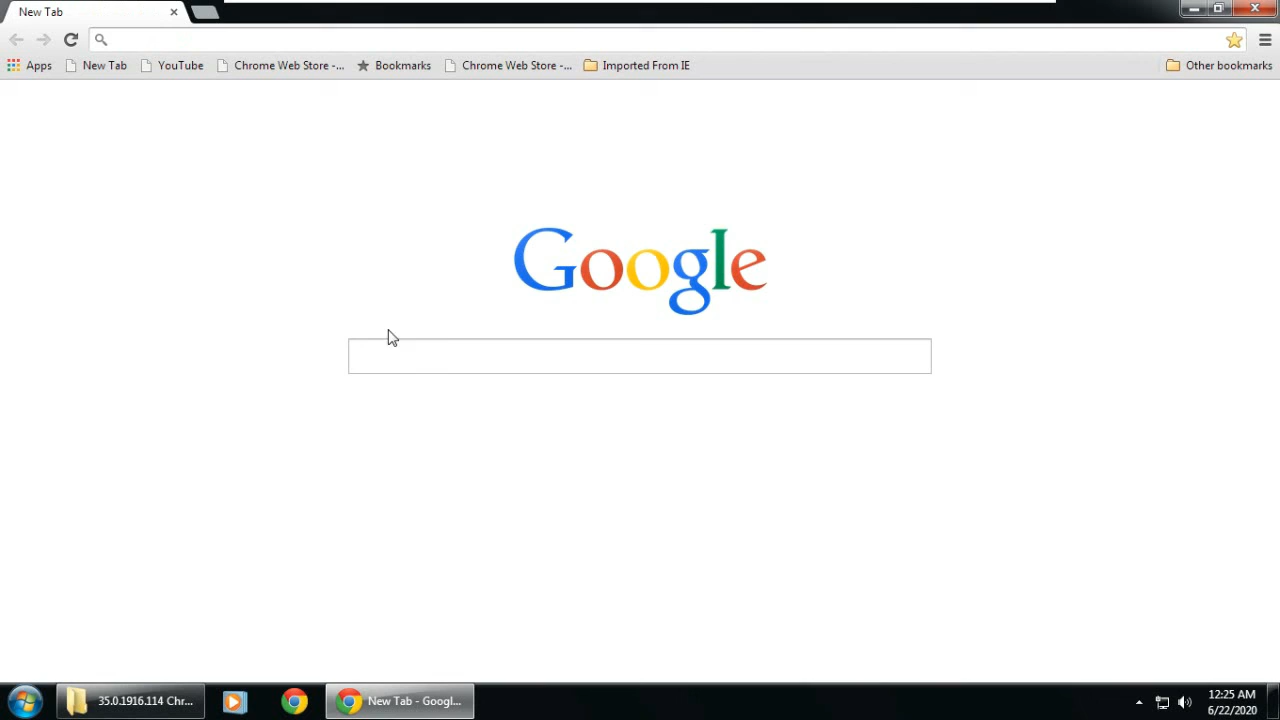 New Tab
Apps
New Tab
YouTube
Chrome Web Store -...
Bookmarks
Chrome Web Store -...
Imported From IE
Other bookmarks
Google
35.0.1916.114 Chr...
New Tab - Googl...
12:25 AM
6/22/2020